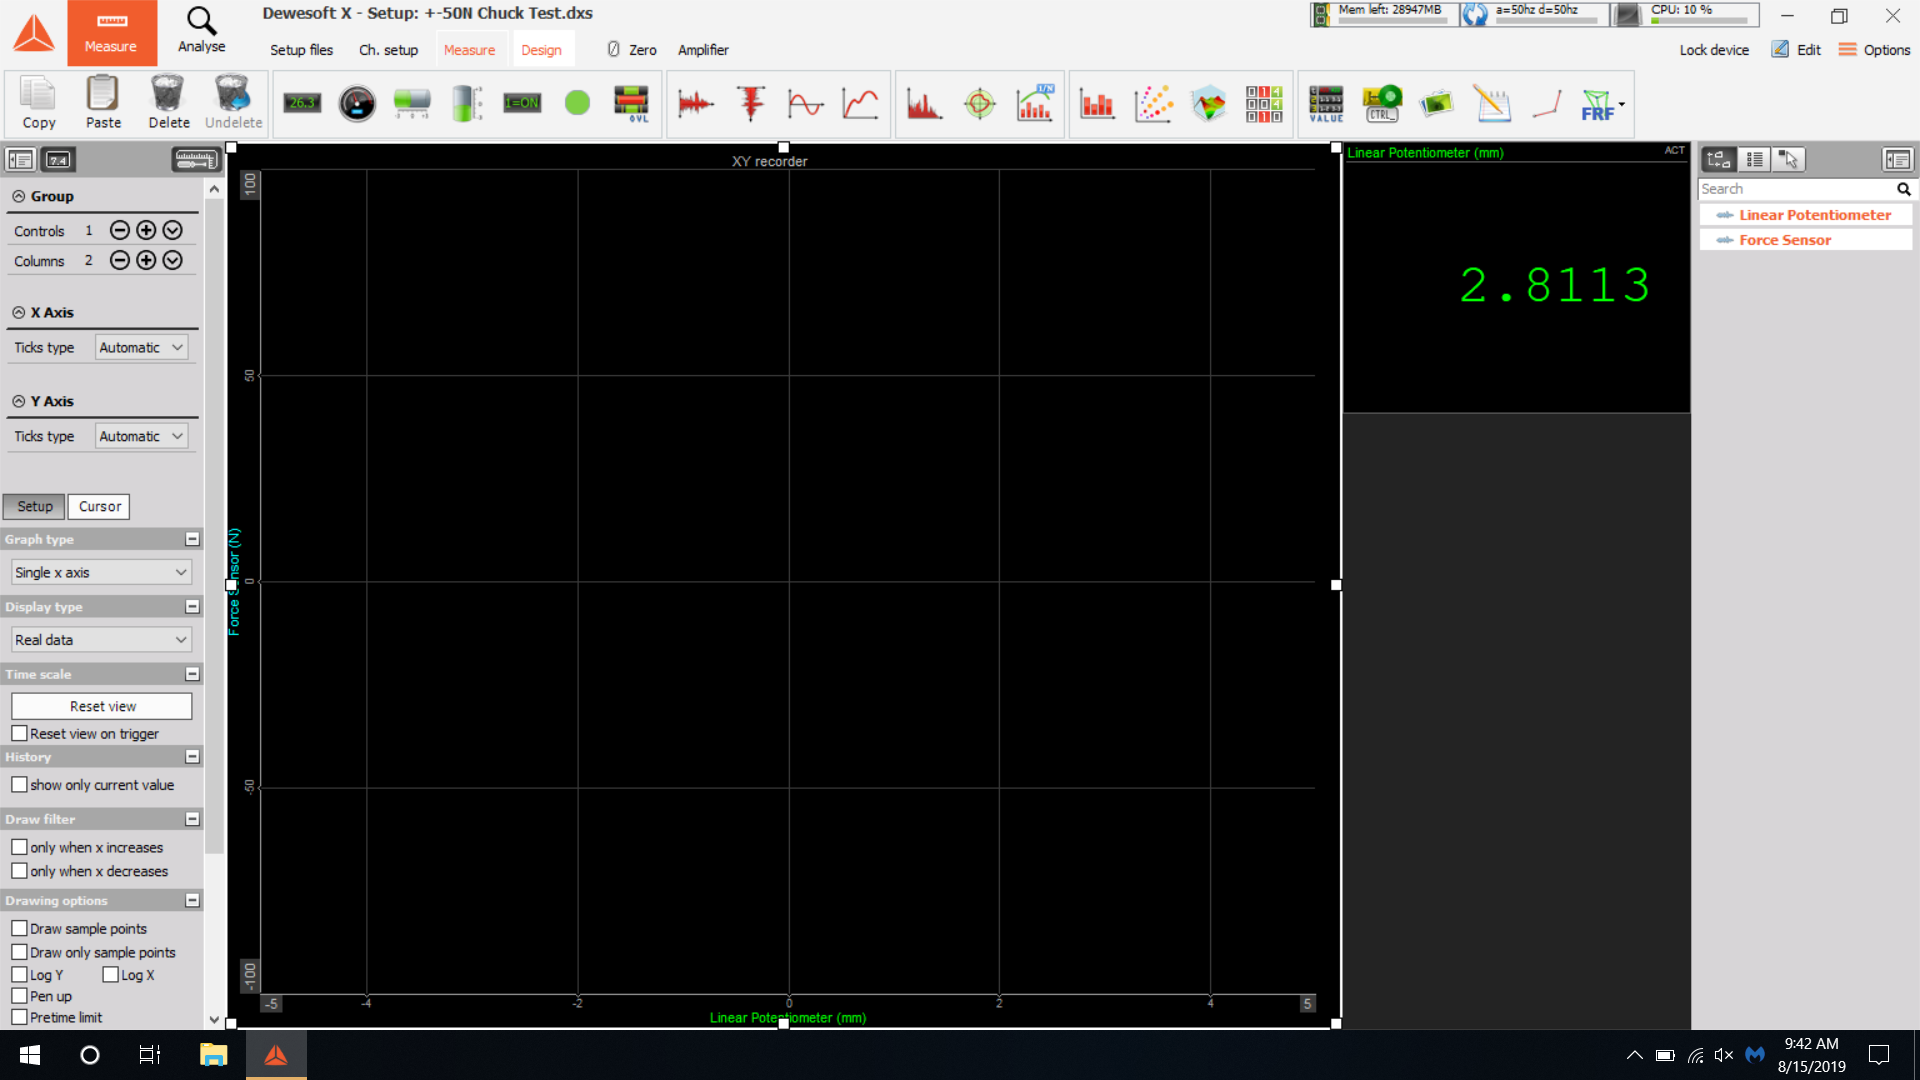 Dewesoft X - Setup: +-50N Chuck Test.dxs
Mem left: 28947MB
a=50hz d=50hz
CPU: 10 %
Measure
Analyse
Setup files
Ch. setup
Measure
Design
Zero
Amplifier
Lock device
Edit
Options
Copy
Paste
Delete
Undelete
26.3
1=ON
OVL
1/N
VALUE
CTRL_
FRF
7.4
Group
Controls 1
Columns 2
X Axis
Ticks type Automatic
Y Axis
Ticks type Automatic
Setup Cursor
Graph type
Single x axis
Display type
Real data
Time scale
Reset view
Reset view on trigger
History
show only current value
Draw filter
only when x increases
only when x decreases
Drawing options
Draw sample points
Draw only sample points
Log Y Log X
Pen up
Pretime limit
XY recorder
100
50
0
-50
-100
-5 -4 -2 0 2 4 5
Linear Potentiometer (mm)
Linear Potentiometer (mm) ACT
2.8113
Search
Linear Potentiometer
Force Sensor
9:42 AM
8/15/2019